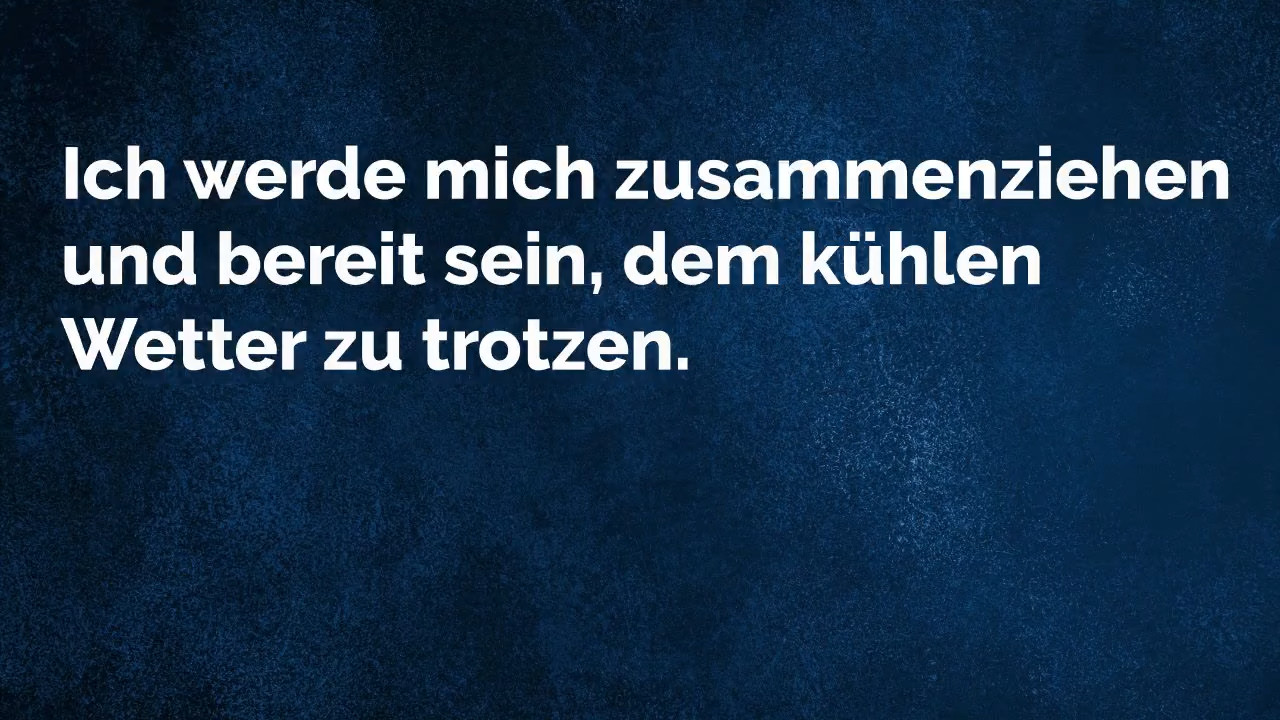 Ich werde mich zusammenziehen
und bereit sein, dem kühlen
Wetter zu trotzen.